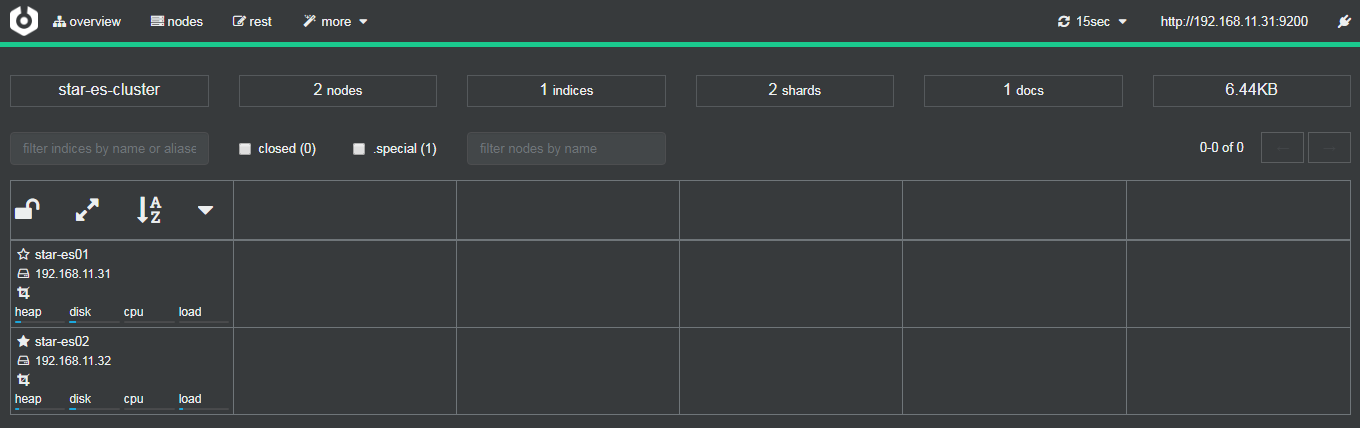 overview nodes rest more 15sec http://192.168.11.31:9200
star-es-cluster 2 nodes 1 indices 2 shards 1 docs 6.44KB
filter indices by name or aliase closed (0) .special (1) filter nodes by name 0-0 of 0
A
Z
star-es01
192.168.11.31
heap disk cpu load
star-es02
192.168.11.32
heap disk cpu load